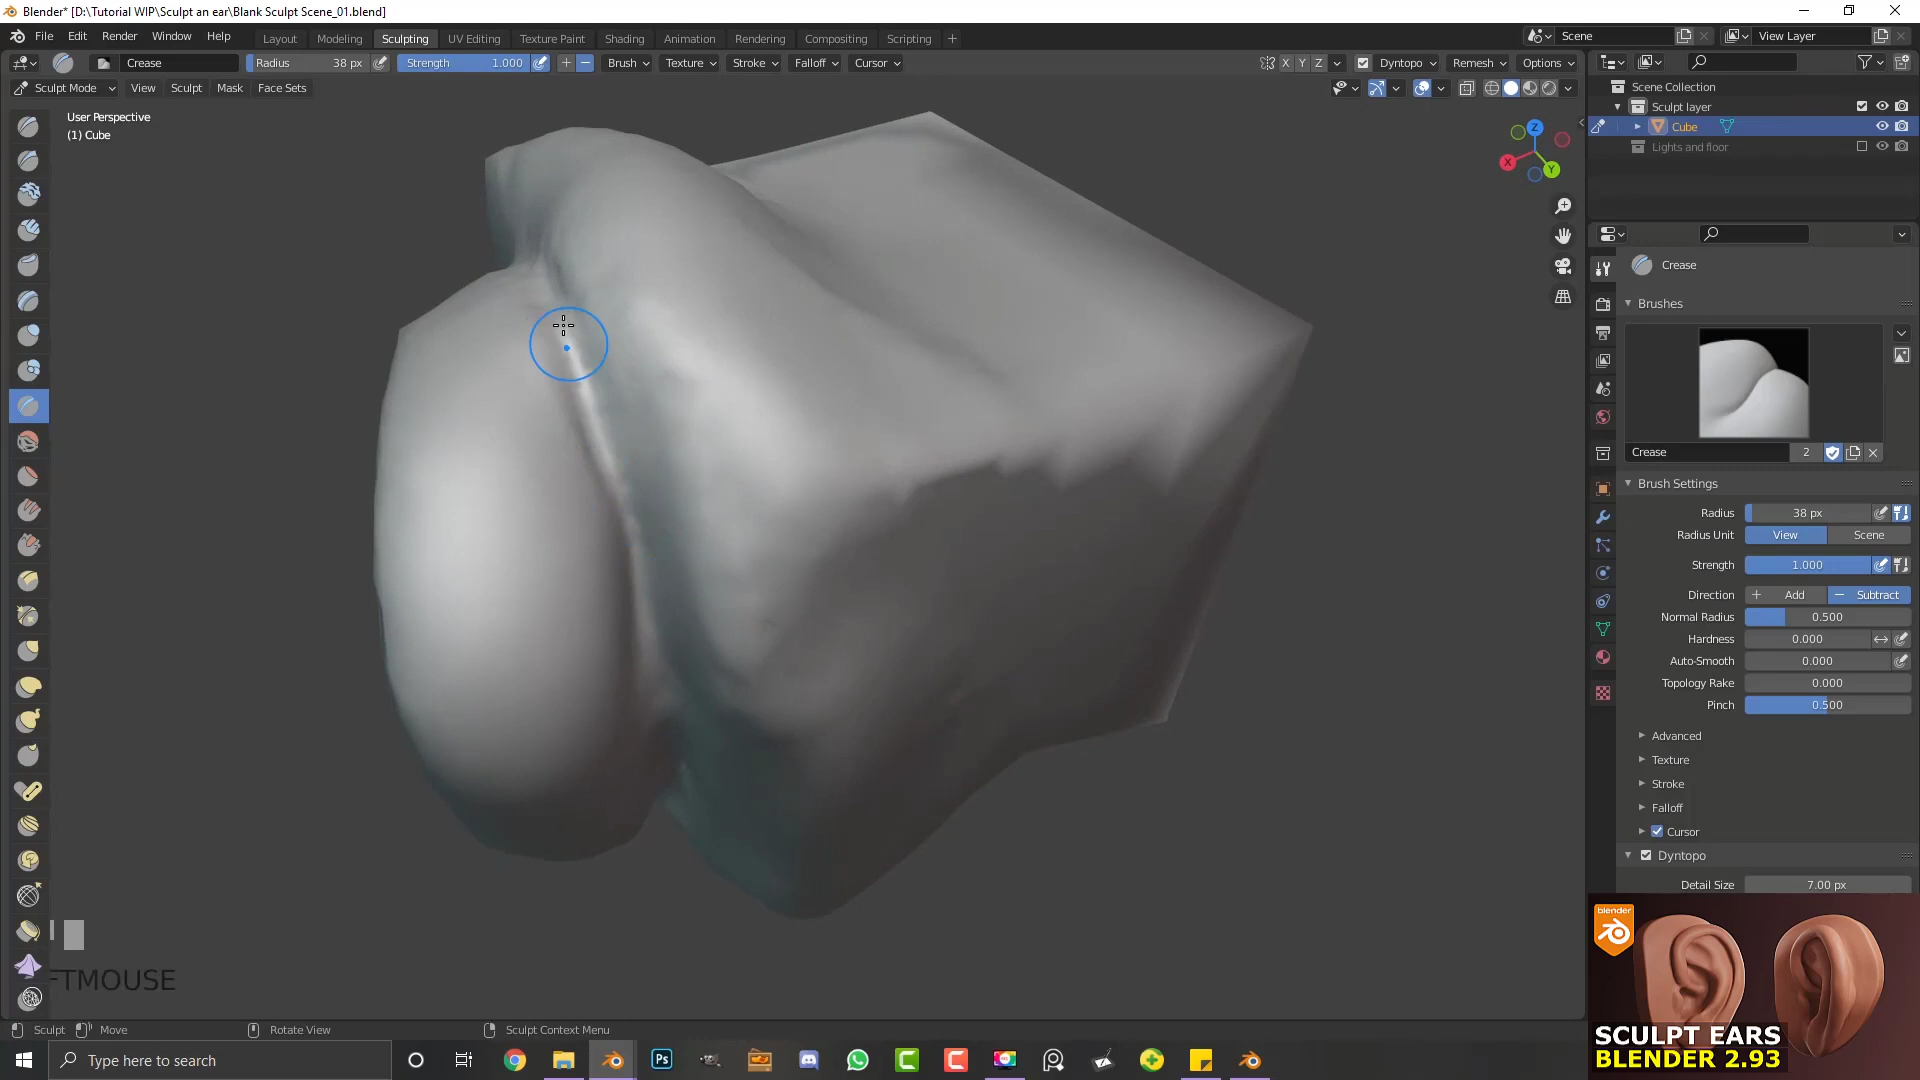 Blender* [D:\Tutorial WIP\Sculpt an ear\Blank Sculpt Scene_01.blend]
File Edit Render Window Help
Layout Modeling Sculpting UV Editing Texture Paint Shading Animation Rendering Compositing Scripting
Scene
View Layer
Crease
Radius 38 px
Strength 1.000
Brush Texture Stroke Falloff Cursor
X Y Z
Dyntopo Remesh Options
Sculpt Mode View Sculpt Mask Face Sets
User Perspective
(1) Cube
Z
X
Y
Scene Collection
Sculpt layer
Cube
Lights and floor
Crease
Brushes
Crease 2
Brush Settings
Radius 38 px
Radius Unit View Scene
Strength 1.000
Direction Add Subtract
Normal Radius 0.500
Hardness 0.000
Auto-Smooth 0.000
Topology Rake 0.000
Pinch 0.500
Advanced
Texture
Stroke
Falloff
Cursor
Dyntopo
Detail Size 7.00 px
FTMOUSE
blender
SCULPT EARS
BLENDER 2.93
Sculpt Move Rotate View Sculpt Context Menu
Type here to search
Ps